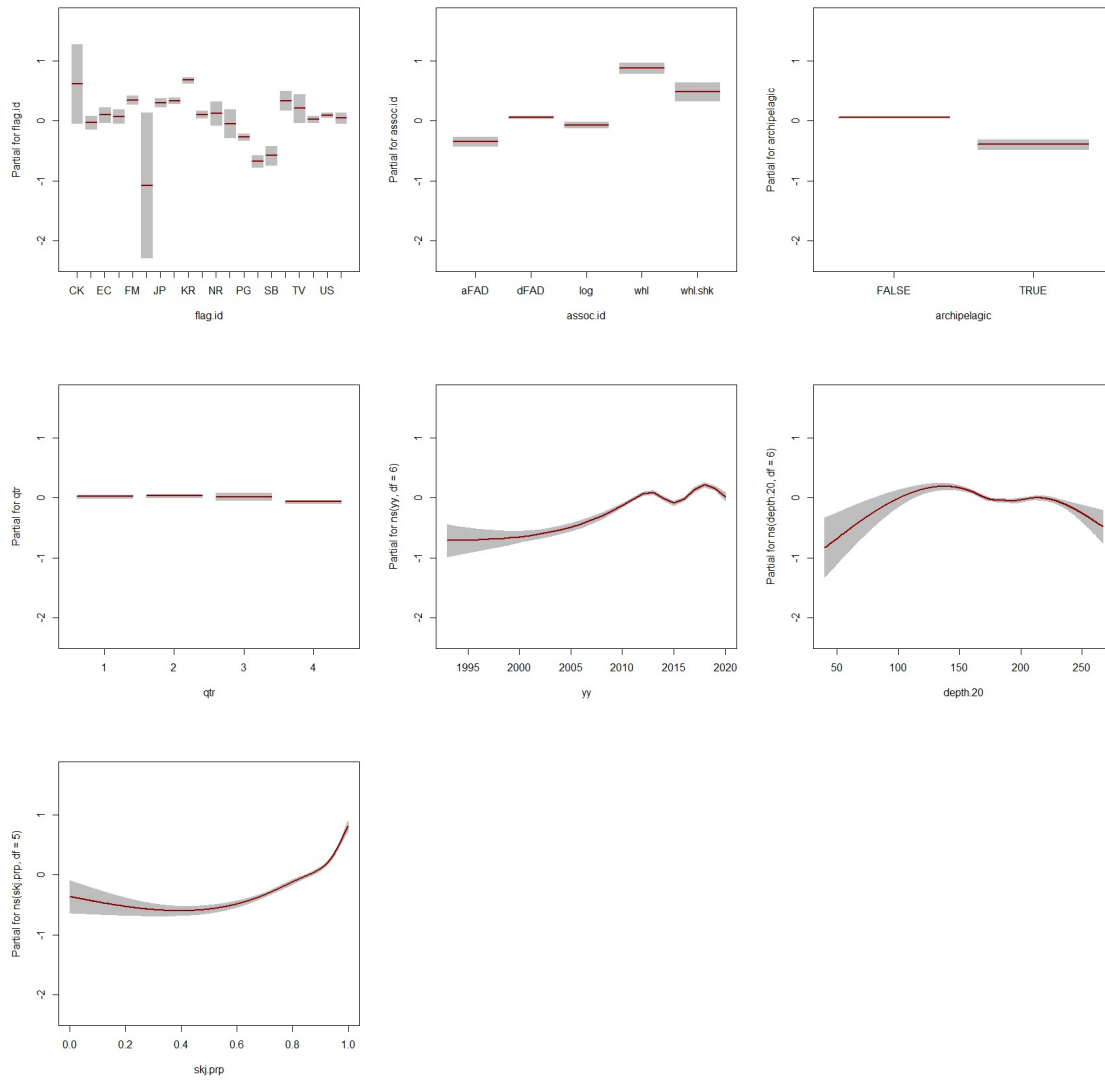 Partial for flag.id
1
0
-1
-2
CK EC FM JP KR NR PG SB TV US
flag.id
Partial for assoc.id
1
0
-1
-2
aFAD dFAD log whl whl.shk
assoc.id
Partial for archipelagic
1
0
-1
-2
FALSE TRUE
archipelagic
Partial for qtr
1
0
-1
-2
1 2 3 4
qtr
Partial for ns(yy, df = 6)
1
0
-1
-2
1995 2000 2005 2010 2015 2020
yy
Partial for ns(depth.20, df = 6)
1
0
-1
-2
50 100 150 200 250
depth.20
Partial for ns(skj.prp, df = 5)
1
0
-1
-2
0.0 0.2 0.4 0.6 0.8 1.0
skj.prp